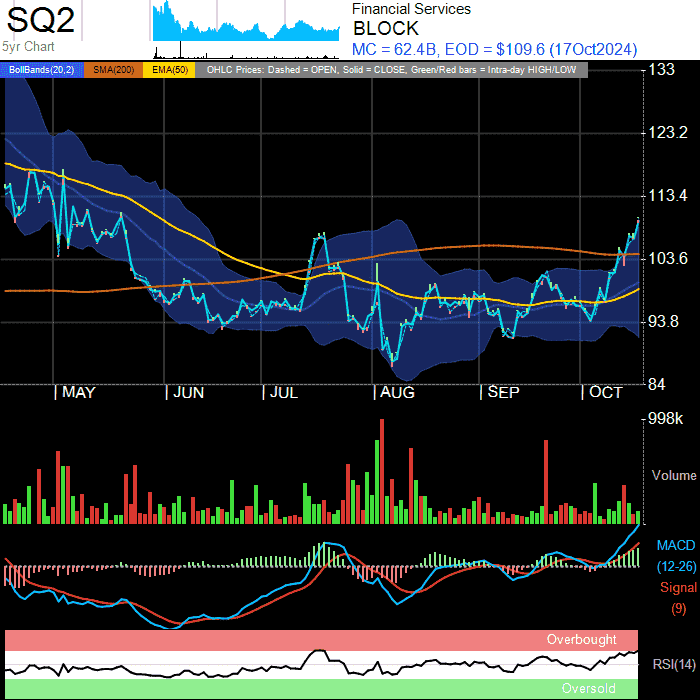 SQ2
5yr Chart
Financial Services
BLOCK
MC = 62.4B, EOD = $109.6 (17Oct2024)
BollBands(20,2) SMA(200) EMA(50) OHLC Prices: Dashed = OPEN, Solid = CLOSE, Green/Red bars = Intra-day HIGH/LOW
133
123.2
113.4
103.6
93.8
84
MAY JUN JUL AUG SEP OCT
998k
Volume
MACD
(12-26)
Signal
(9)
Overbought
RSI(14)
Oversold